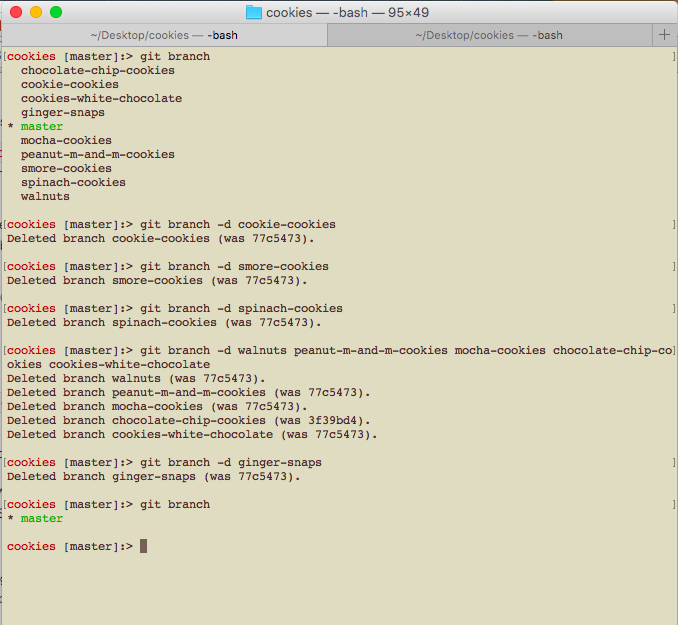 cookies — -bash — 95×49
~/Desktop/cookies — -bash
~/Desktop/cookies — -bash
[cookies [master]:> git branch ]
chocolate-chip-cookies
cookie-cookies
cookies-white-chocolate
ginger-snaps
* master
mocha-cookies
peanut-m-and-m-cookies
smore-cookies
spinach-cookies
walnuts
[cookies [master]:> git branch -d cookie-cookies ]
Deleted branch cookie-cookies (was 77c5473).
[cookies [master]:> git branch -d smore-cookies ]
Deleted branch smore-cookies (was 77c5473).
[cookies [master]:> git branch -d spinach-cookies ]
Deleted branch spinach-cookies (was 77c5473).
[cookies [master]:> git branch -d walnuts peanut-m-and-m-cookies mocha-cookies chocolate-chip-co]
okies cookies-white-chocolate
Deleted branch walnuts (was 77c5473).
Deleted branch peanut-m-and-m-cookies (was 77c5473).
Deleted branch mocha-cookies (was 77c5473).
Deleted branch chocolate-chip-cookies (was 3f39bd4).
Deleted branch cookies-white-chocolate (was 77c5473).
[cookies [master]:> git branch -d ginger-snaps ]
Deleted branch ginger-snaps (was 77c5473).
[cookies [master]:> git branch ]
* master
cookies [master]:>